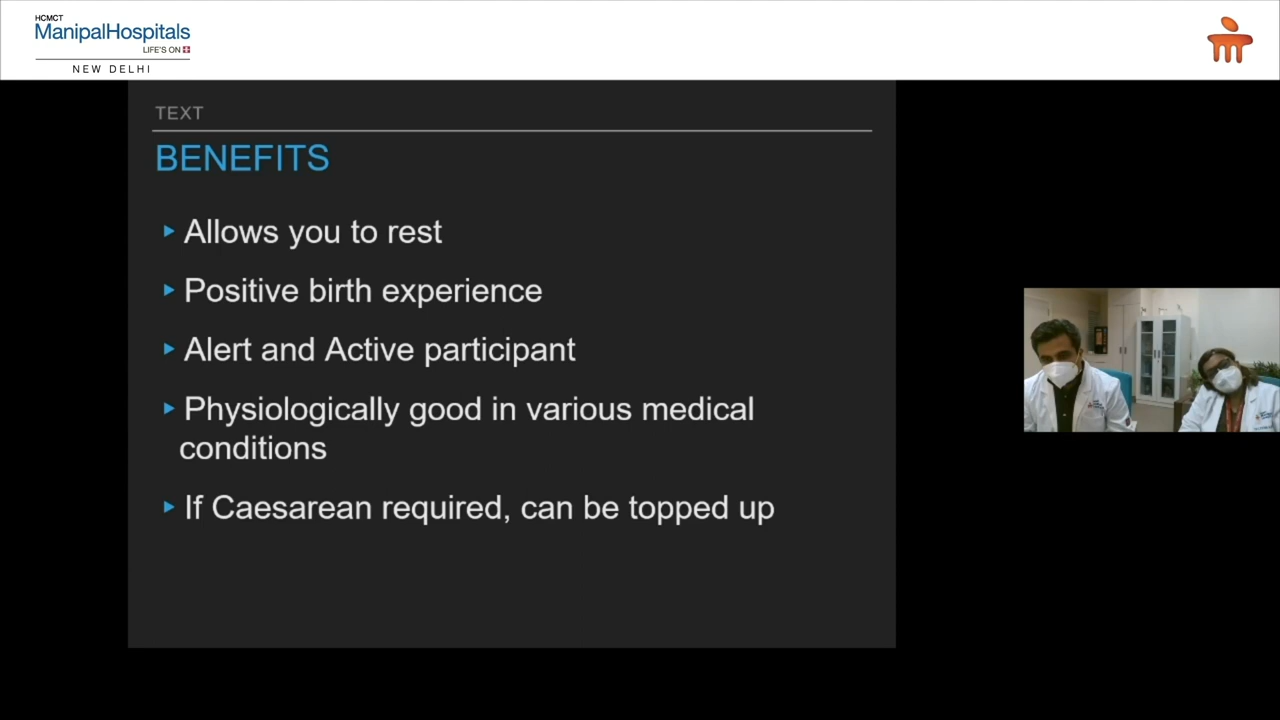 HCMCT
ManipalHospitals
LIFE'S ON
NEW DELHI
TEXT
BENEFITS
Allows you to rest
Positive birth experience
Alert and Active participant
Physiologically good in various medical
conditions
If Caesarean required, can be topped up